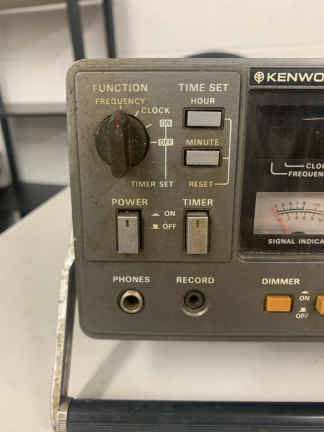 FUNCTION
TIME SET
KENWO
FREQUENCY
CLOCK
HOUR
ON
OFF
MINUTE
TIMER SET
RESET
CLO
FREQUEN
POWER
ON
OFF
TIMER
SIGNAL INDICA
PHONES
RECORD
DIMMER
ON
OFF